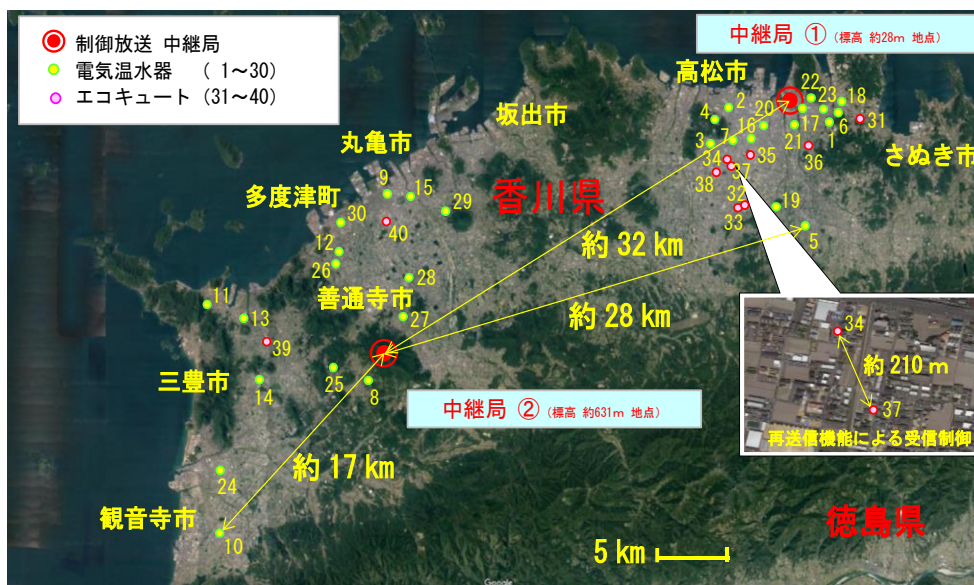 制御放送 中継局
電気温水器 ( 1～30)
エコキュート (31～40)
中継局 ① (標高 約28m 地点)
高松市
坂出市
丸亀市
多度津町
善通寺市
三豊市
観音寺市
さぬき市
香川県
徳島県
2
4
3
7
16
20
22
23
18
17
21
1
6
31
36
35
34
37
38
32
33
19
5
9
15
29
30
40
12
26
28
27
11
13
39
14
25
8
24
10
約 32 km
約 28 km
約 17 km
中継局 ② (標高 約631m 地点)
34
約 210 m
37
再送信機能による受信制御
5 km
Google